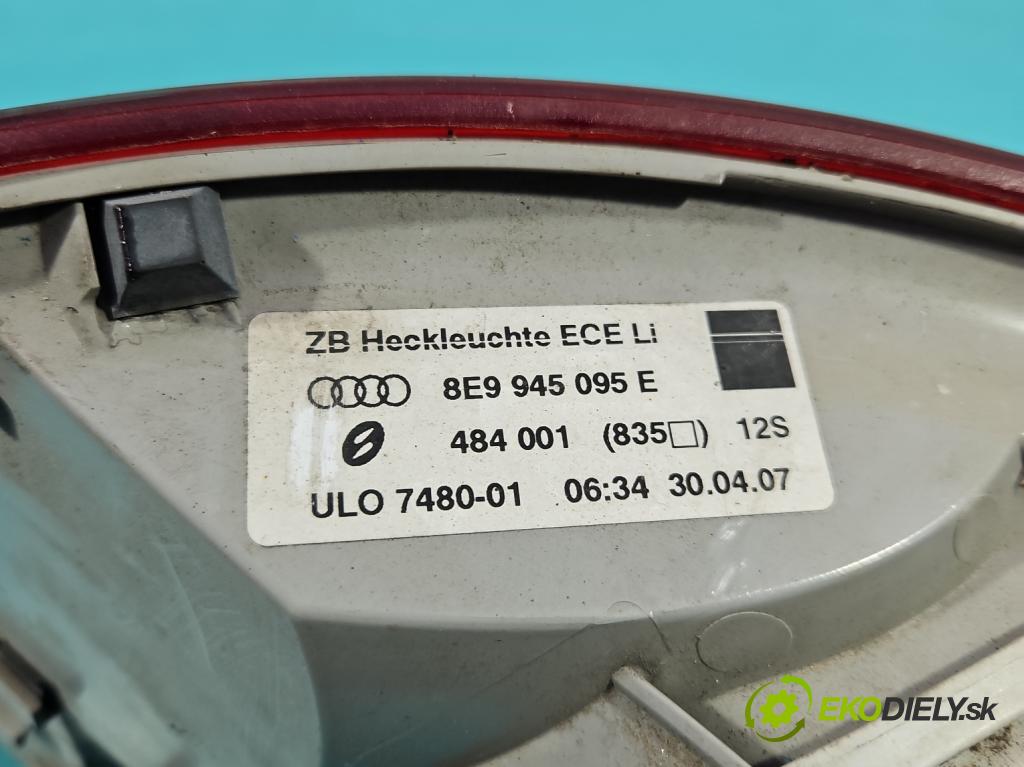 ZB Heckleuchte ECE Li
8E9 945 095 E
484 001 (835□) 12S
ULO 7480-01 06:34 30.04.07
EKODIELY.sk